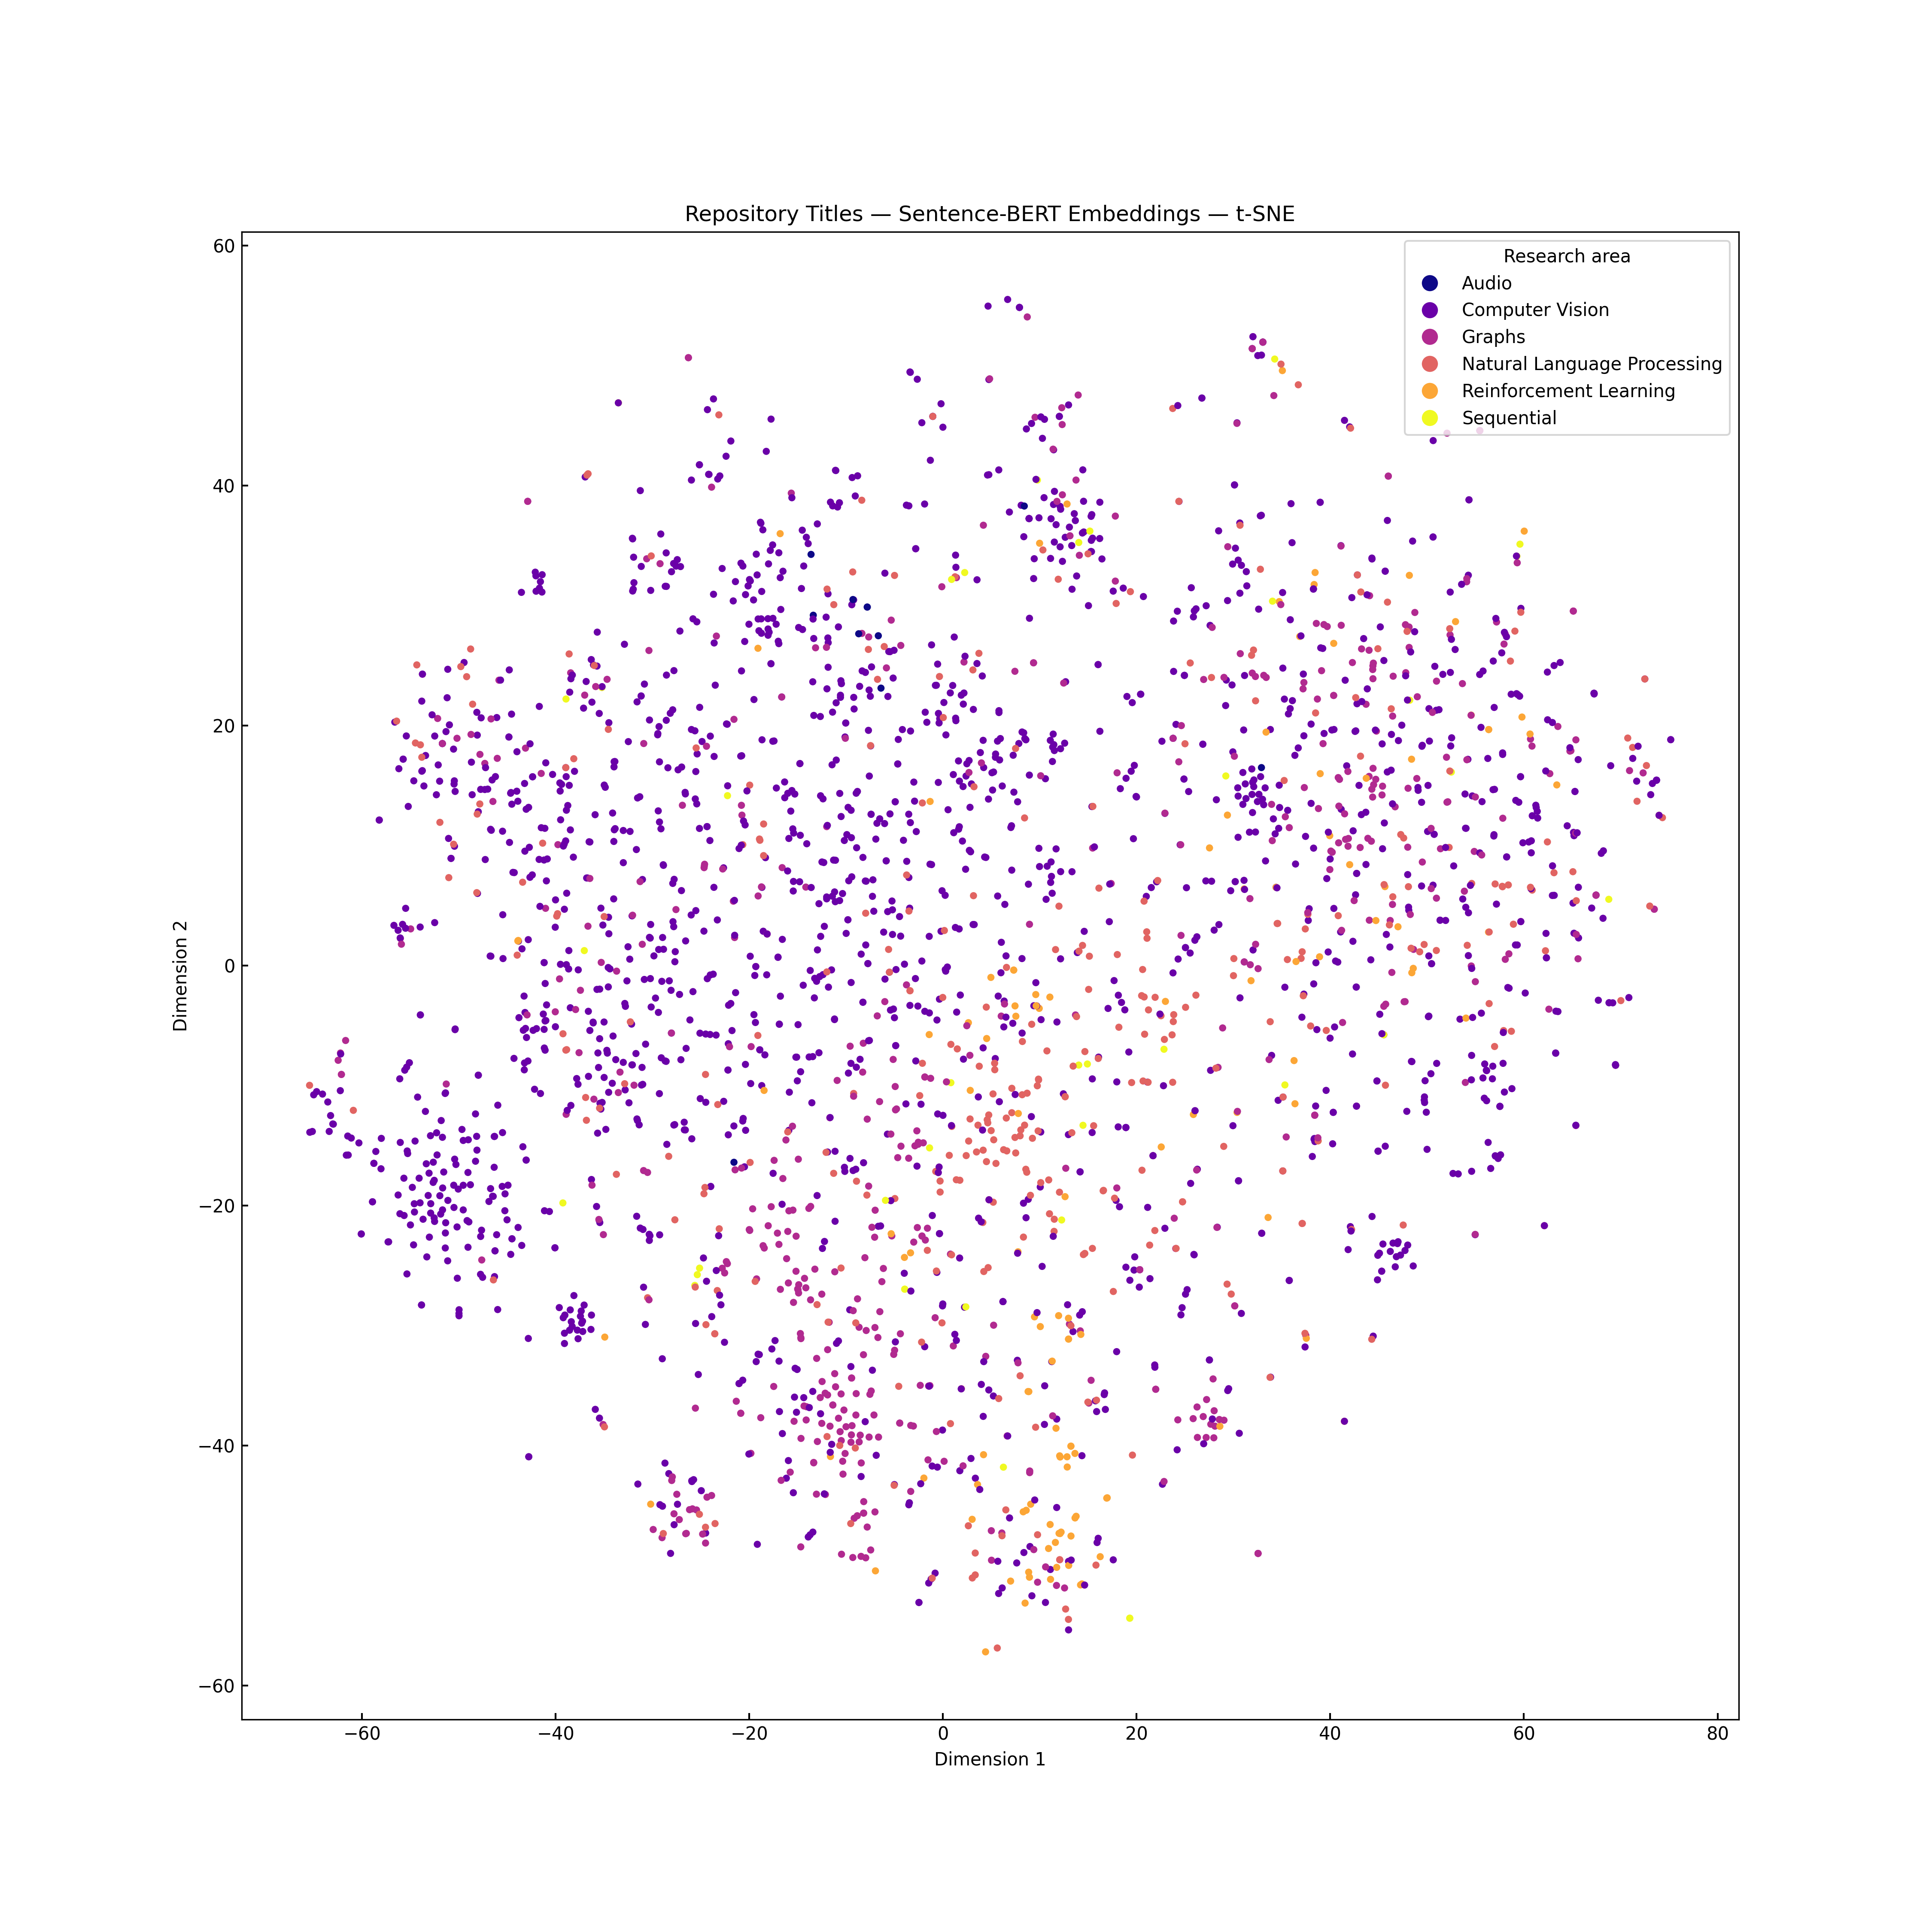 Repository Titles — Sentence-BERT Embeddings — t-SNE
Research area
Audio
Computer Vision
Graphs
Natural Language Processing
Reinforcement Learning
Sequential
60
40
20
0
−20
−40
−60
Dimension 2
−60 −40 −20 0 20 40 60 80
Dimension 1